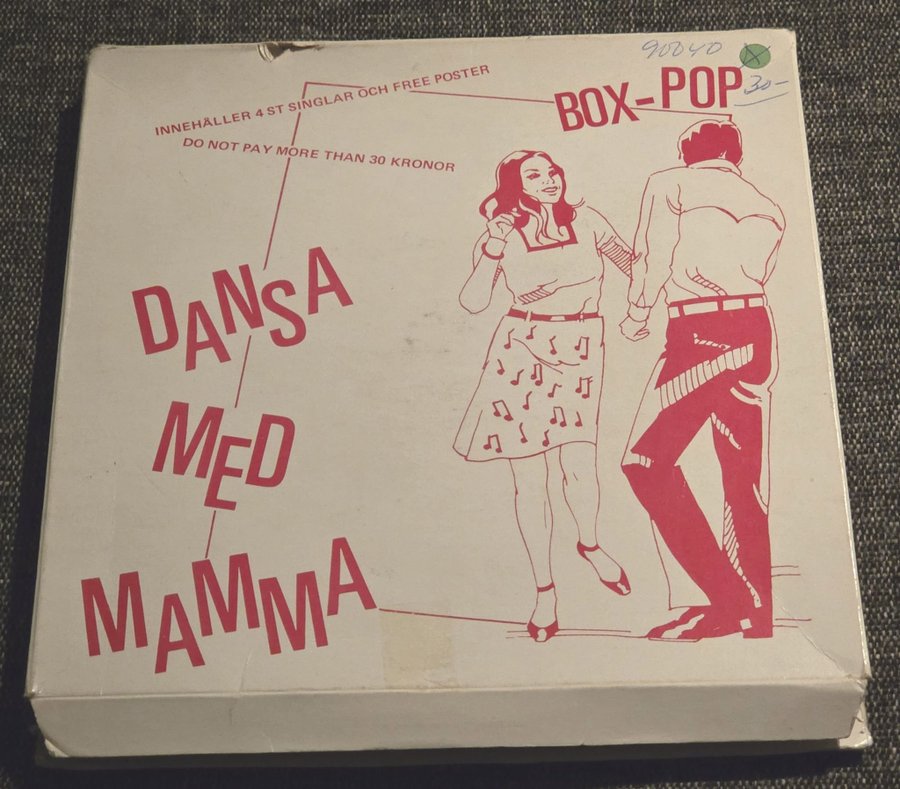 90040
INNEHÅLLER 4 ST SINGLAR OCH FREE POSTER
BOX-POP
30-
DO NOT PAY MORE THAN 30 KRONOR
DANSA
MED
MAMMA